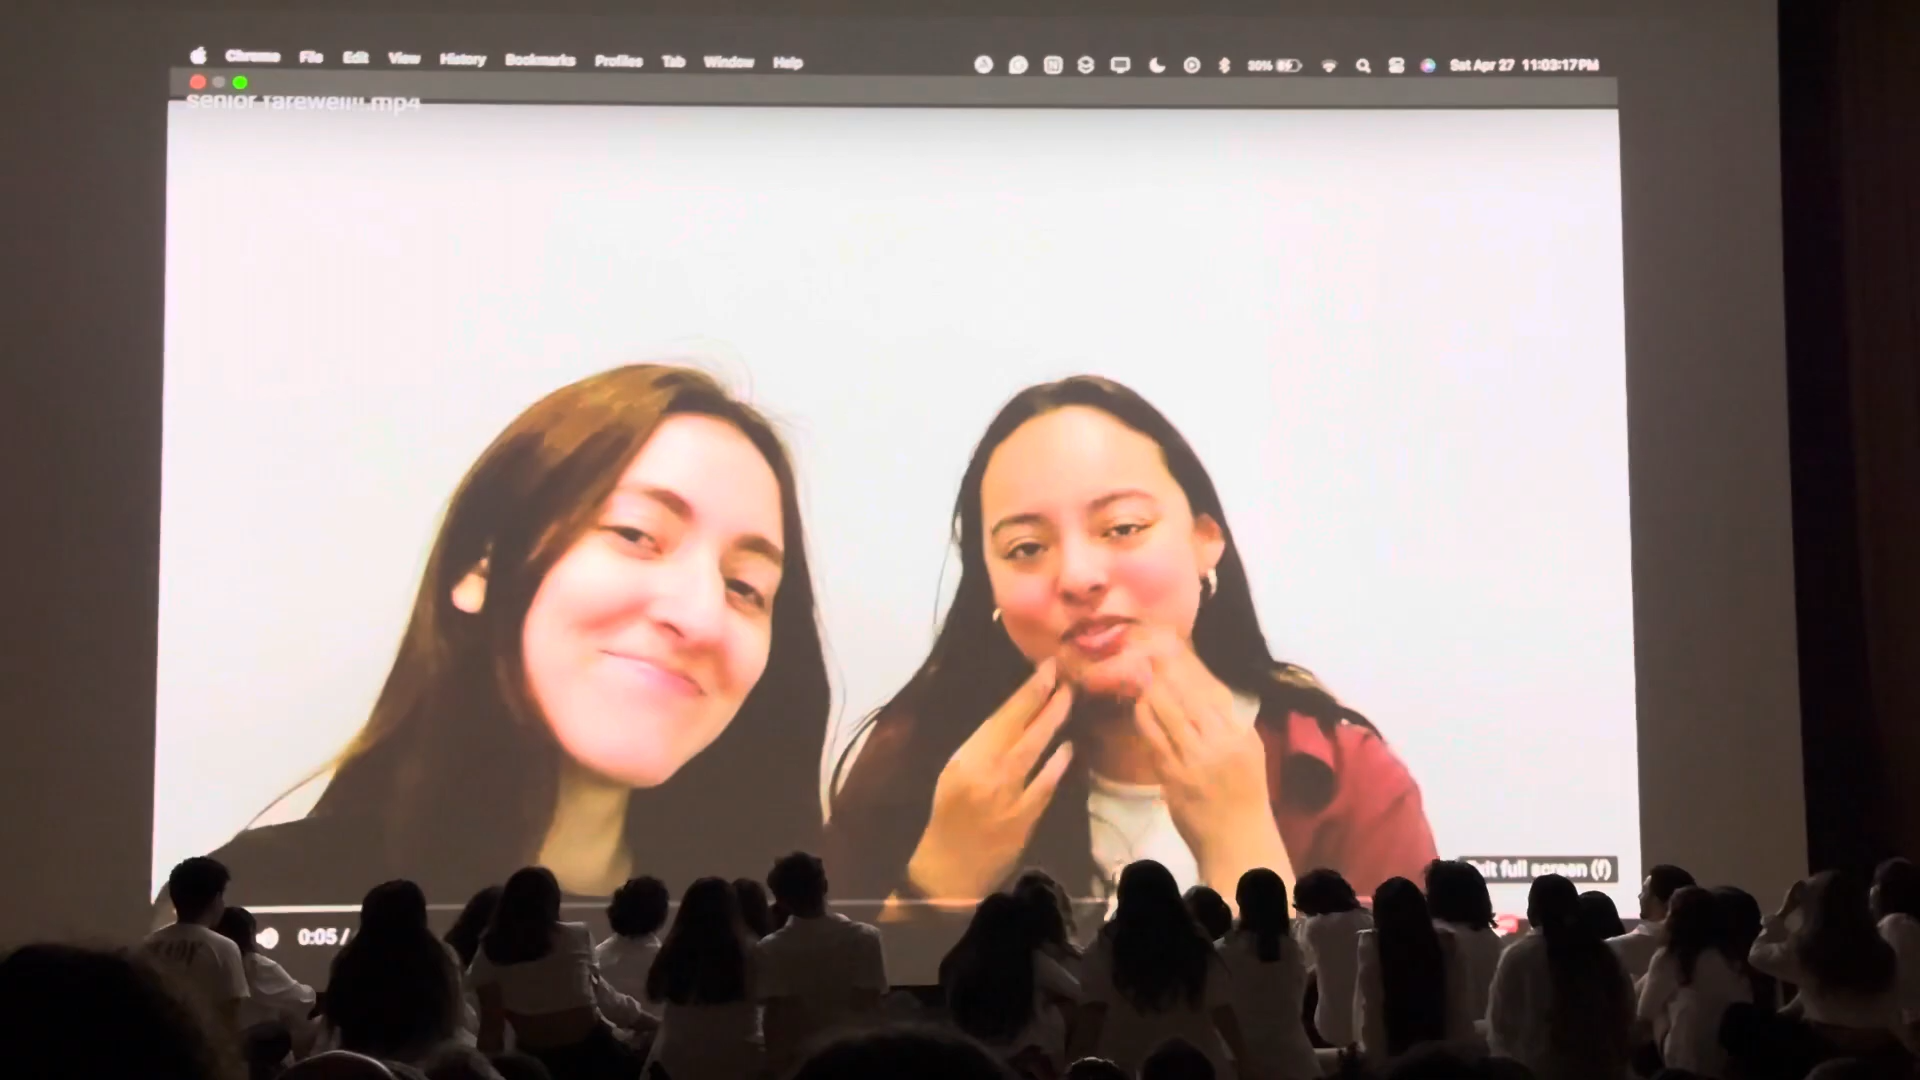 Chrome File Edit View History Bookmarks Profiles Tab Window Help 30% Sat Apr 27 11:03:17 PM
senior farewell!!.mp4
Exit full screen (f)
0:05 /